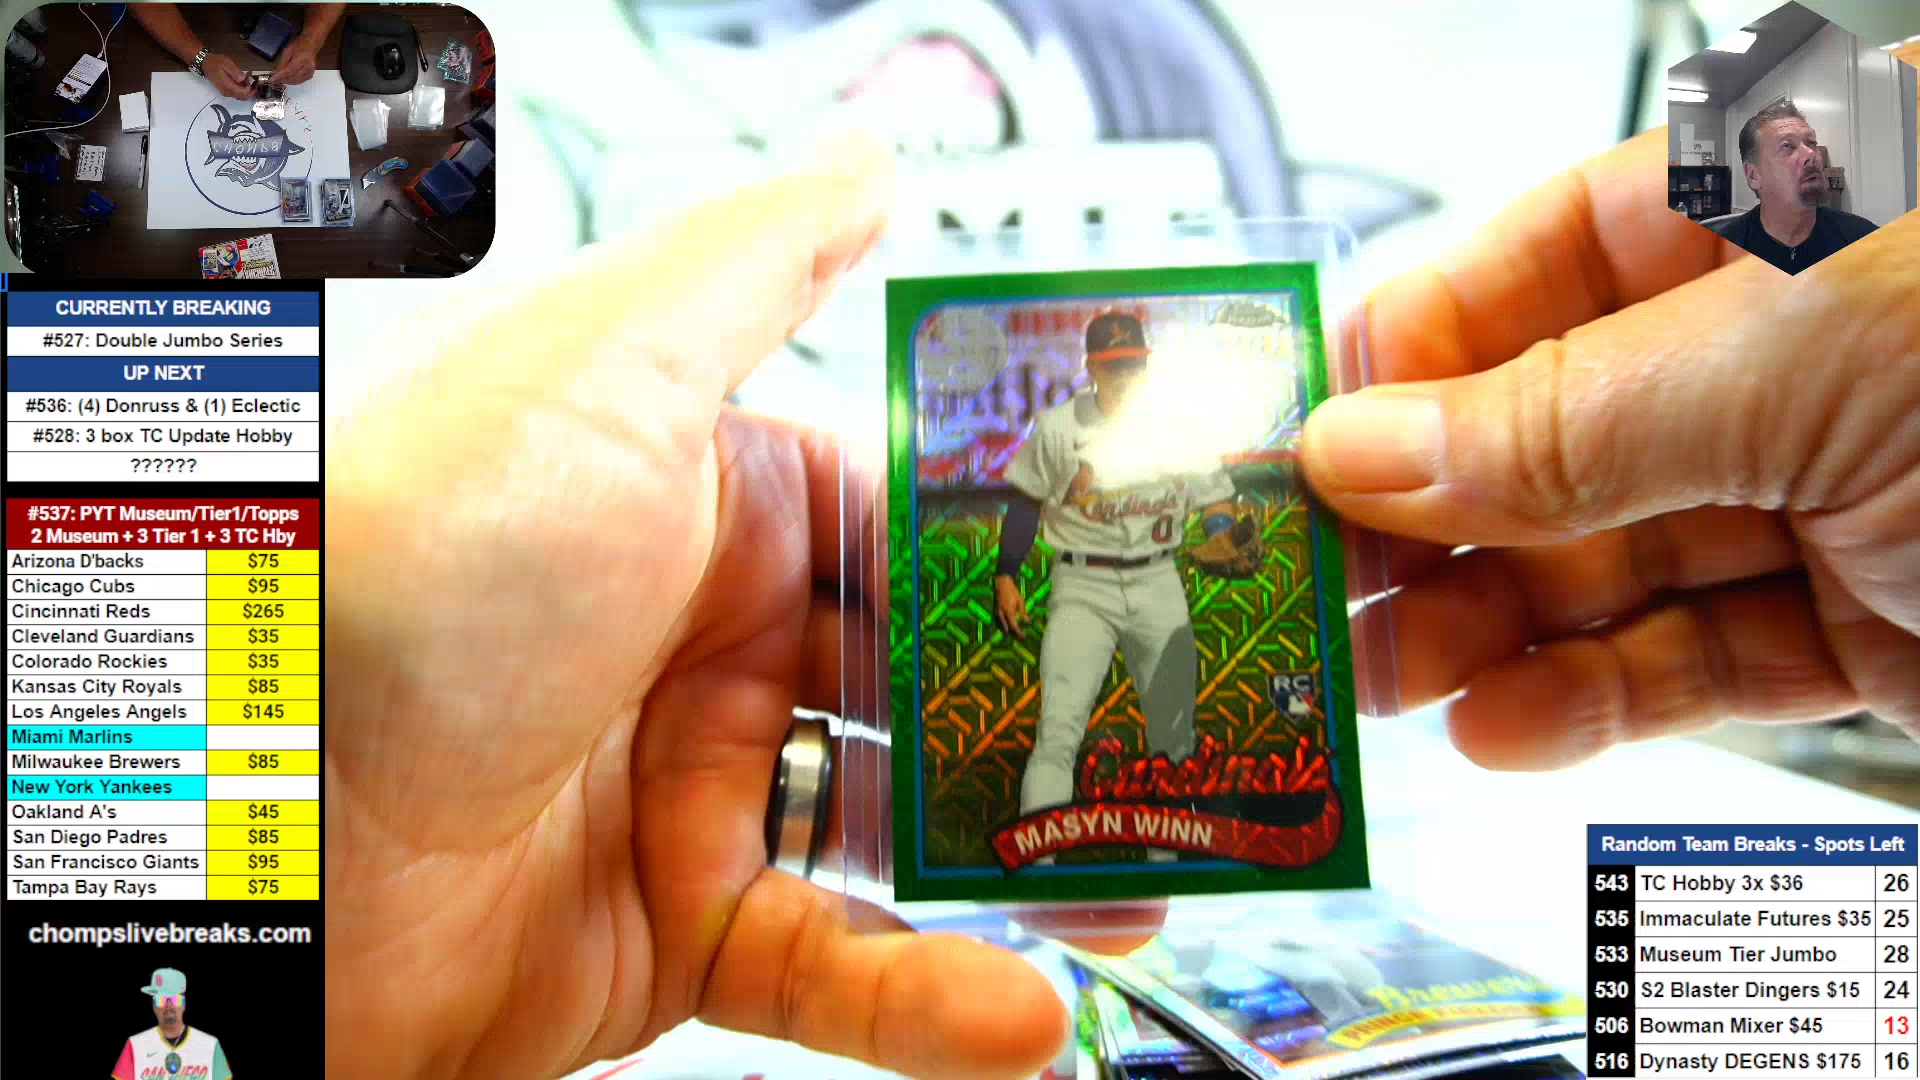 CURRENTLY BREAKING
#527: Double Jumbo Series
UP NEXT
#536: (4) Donruss & (1) Eclectic
#528: 3 box TC Update Hobby
??????
#537: PYT Museum/Tier1/Topps
2 Museum + 3 Tier 1 + 3 TC Hby
Arizona D'backs $75
Chicago Cubs $95
Cincinnati Reds $265
Cleveland Guardians $35
Colorado Rockies $35
Kansas City Royals $85
Los Angeles Angels $145
Miami Marlins
Milwaukee Brewers $85
New York Yankees
Oakland A's $45
San Diego Padres $85
San Francisco Giants $95
Tampa Bay Rays $75
chompslivebreaks.com
SAN DIEGO
CHOMPS
Cardinals
0
RC
Cardinals
MASYN WINN
Brewers
Random Team Breaks - Spots Left
543 TC Hobby 3x $36 26
535 Immaculate Futures $35 25
533 Museum Tier Jumbo 28
530 S2 Blaster Dingers $15 24
506 Bowman Mixer $45 13
516 Dynasty DEGENS $175 16